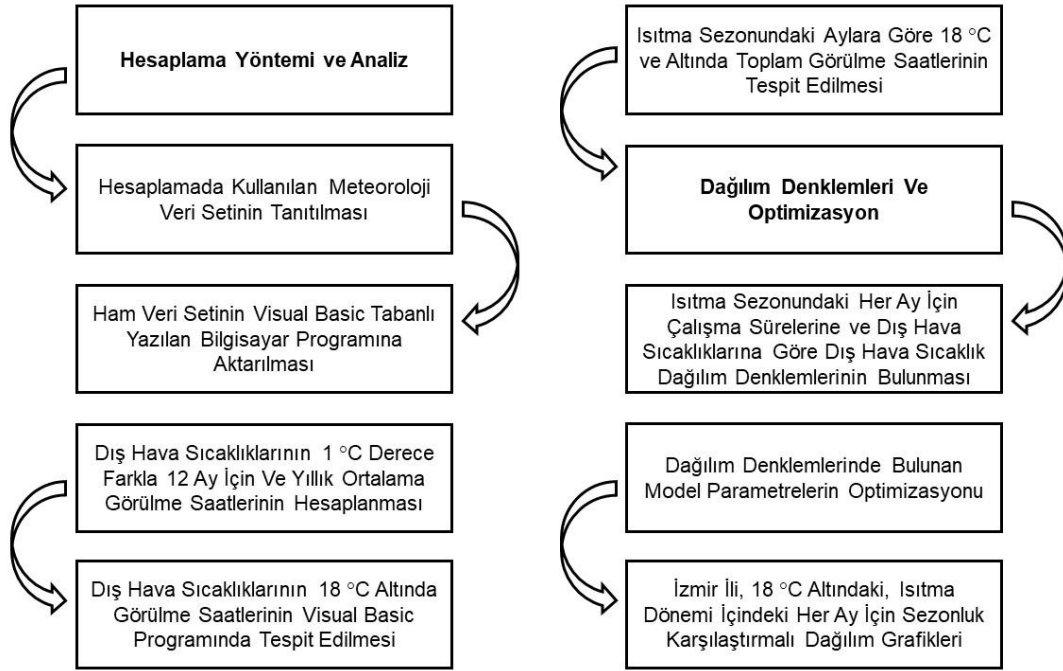 Hesaplama Yöntemi ve Analiz
Hesaplamada Kullanılan Meteoroloji
Veri Setinin Tanıtılması
Ham Veri Setinin Visual Basic Tabanlı
Yazılan Bilgisayar Programına
Aktarılması
Dış Hava Sıcaklıklarının 1 °C Derece
Farkla 12 Ay İçin Ve Yıllık Ortalama
Görülme Saatlerinin Hesaplanması
Dış Hava Sıcaklıklarının 18 °C Altında
Görülme Saatlerinin Visual Basic
Programında Tespit Edilmesi
Isıtma Sezonundaki Aylara Göre 18 °C
ve Altında Toplam Görülme Saatlerinin
Tespit Edilmesi
Dağılım Denklemleri Ve
Optimizasyon
Isıtma Sezonundaki Her Ay İçin
Çalışma Sürelerine ve Dış Hava
Sıcaklıklarına Göre Dış Hava Sıcaklık
Dağılım Denklemlerinin Bulunması
Dağılım Denklemlerinde Bulunan
Model Parametrelerin Optimizasyonu
İzmir İli, 18 °C Altındaki, Isıtma
Dönemi İçindeki Her Ay İçin Sezonluk
Karşılaştırmalı Dağılım Grafikleri